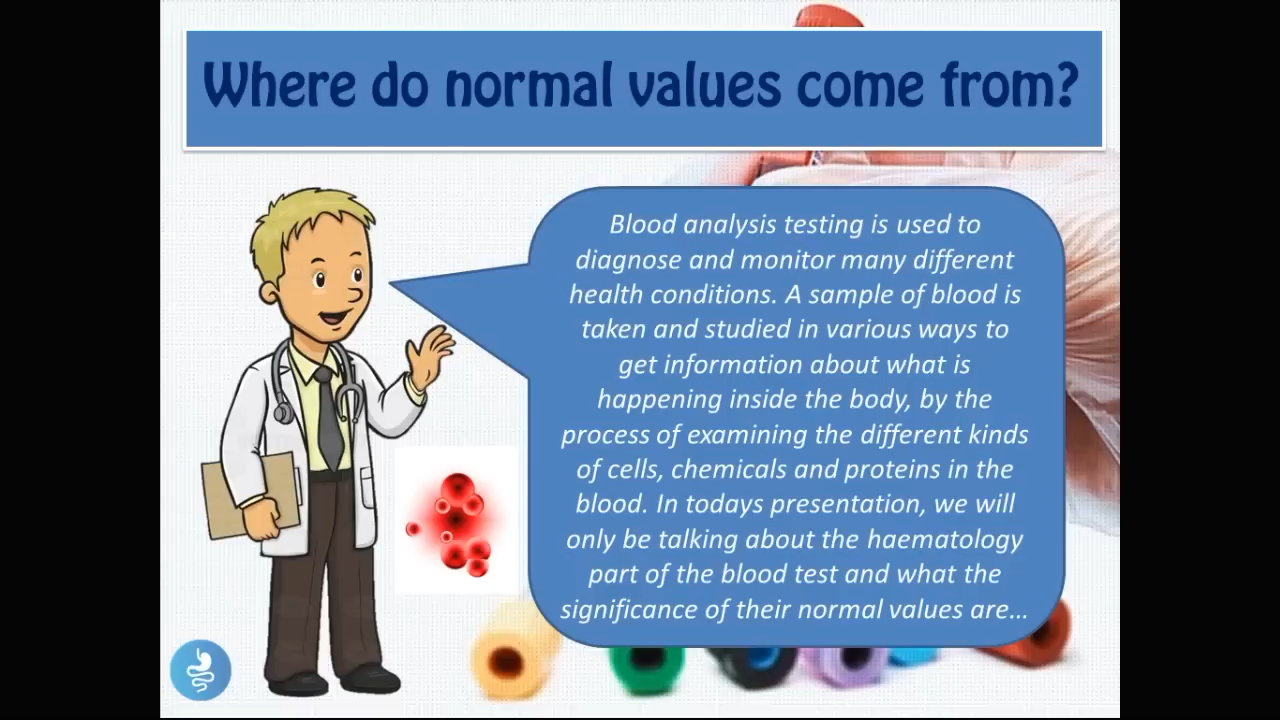 Where do normal values come from?
Blood analysis testing is used to
diagnose and monitor many different
health conditions. A sample of blood is
taken and studied in various ways to
get information about what is
happening inside the body, by the
process of examining the different kinds
of cells, chemicals and proteins in the
blood. In todays presentation, we will
only be talking about the haematology
part of the blood test and what the
significance of their normal values are…